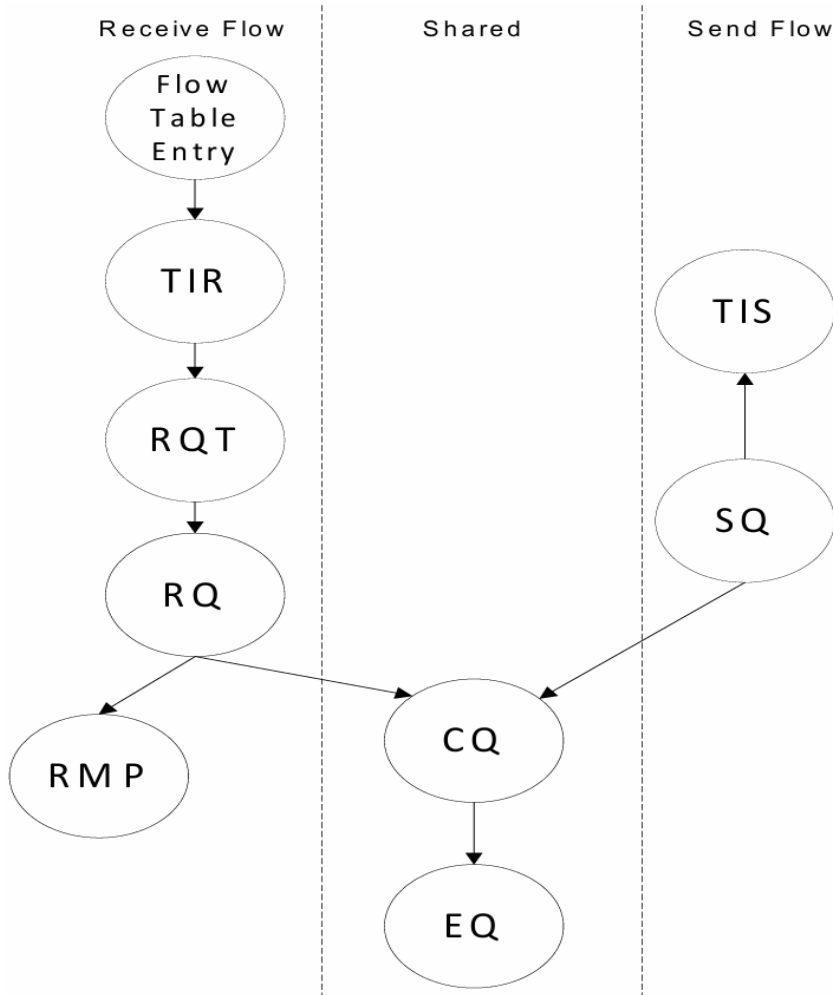 Receive Flow
Shared
Send Flow
Flow
Table
Entry
TIR
TIS
RQT
SQ
RQ
CQ
RMP
EQ